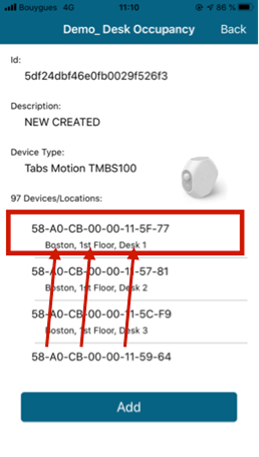 Bouygues 4G 11:10 86 %
Demo_ Desk Occupancy Back
Id:
5df24dbf46e0fb0029f526f3
Description:
NEW CREATED
Device Type:
Tabs Motion TMBS100
97 Devices/Locations:
58-A0-CB-00-00-11-5F-77
Boston, 1st Floor, Desk 1
58-A0-CB-00-00-11-57-81
Boston, 1st Floor, Desk 2
58-A0-CB-00-00-11-5C-F9
Boston, 1st Floor, Desk 3
58-A0-CB-00-00-11-59-64
Add